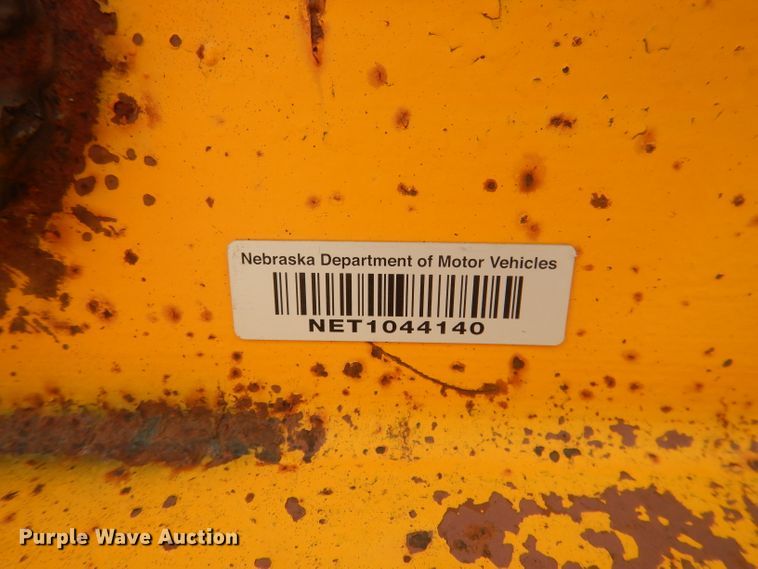 Nebraska Department of Motor Vehicles
NET1044140
Purple Wave Auction